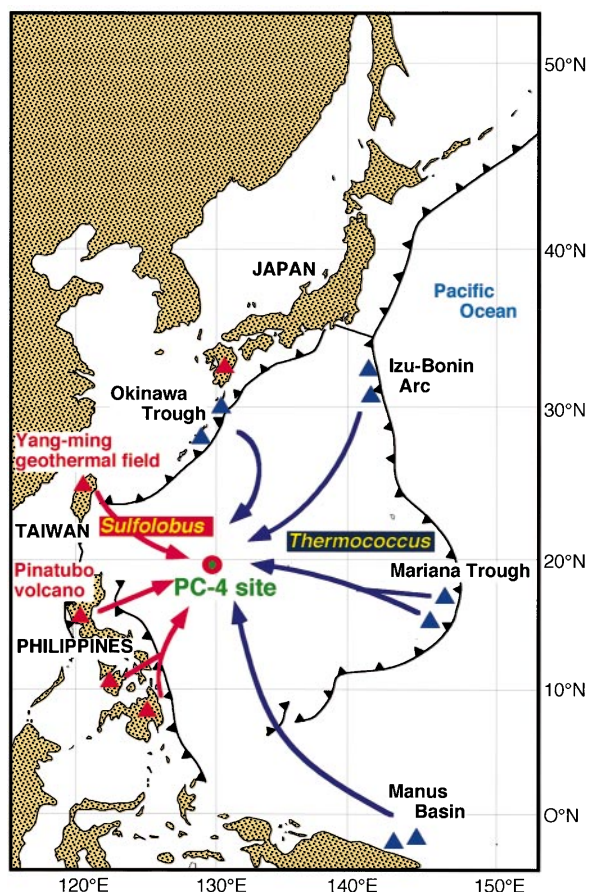 50°N
40°N
JAPAN
Pacific
Ocean
Izu-Bonin
Arc
Okinawa
Trough
30°N
Yang-ming
geothermal field
Sulfolobus
TAIWAN
Thermococcus
20°N
Pinatubo
volcano
PC-4 site
Mariana Trough
PHILIPPINES
10°N
Manus
Basin
O°N
120°E
130°E
140°E
150°E